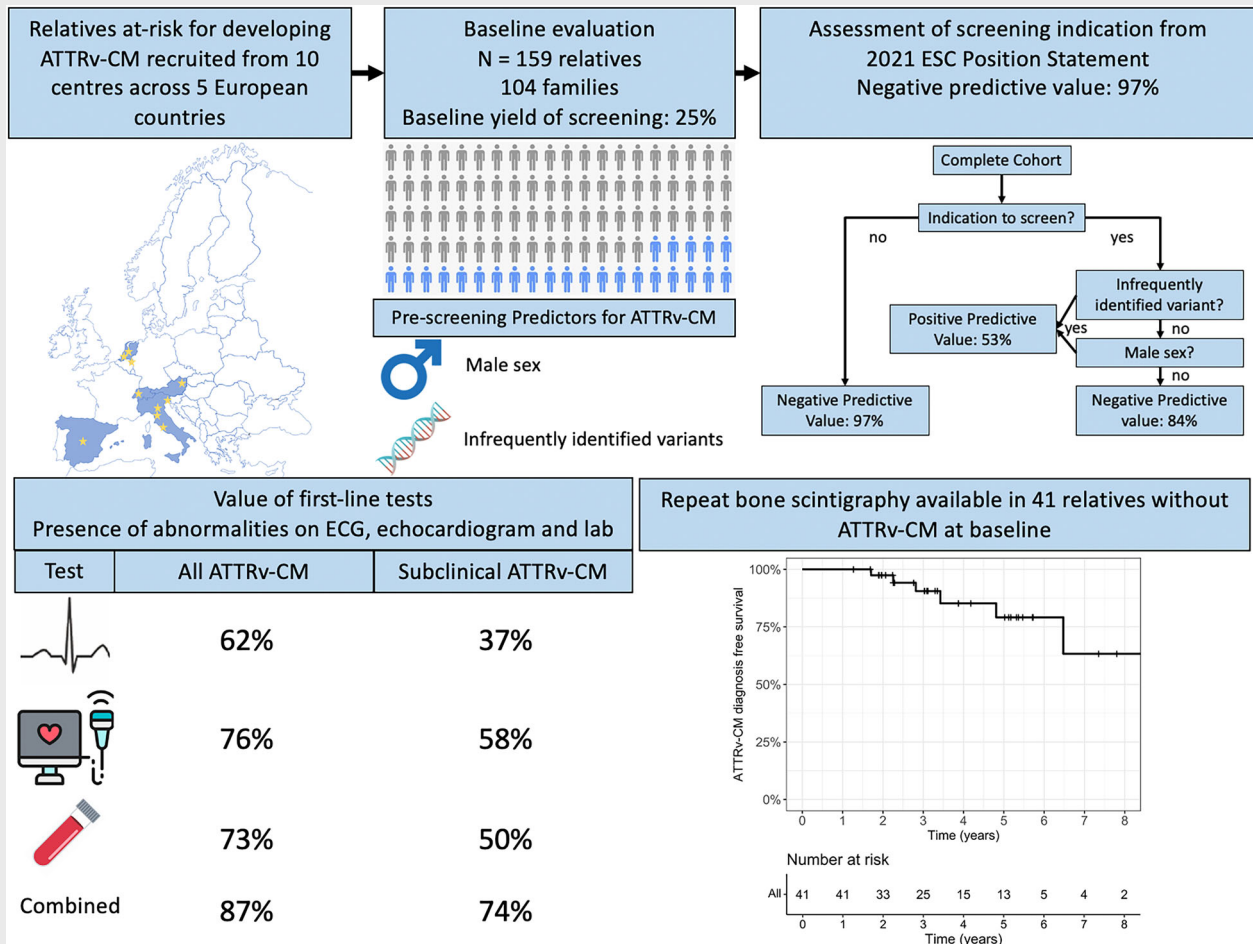 Relatives at-risk for developing
ATTRv-CM recruited from 10
centres across 5 European
countries
Baseline evaluation
N = 159 relatives
104 families
Baseline yield of screening: 25%
Assessment of screening indication from
2021 ESC Position Statement
Negative predictive value: 97%
Pre-screening Predictors for ATTRv-CM
Male sex
Infrequently identified variants
Complete Cohort
Indication to screen?
no
yes
Infrequently
identified variant?
Positive Predictive
Value: 53%
yes
no
Male sex?
no
Negative Predictive
Value: 97%
Negative Predictive
value: 84%
Value of first-line tests
Presence of abnormalities on ECG, echocardiogram and lab
Test All ATTRv-CM Subclinical ATTRv-CM
62% 37%
76% 58%
73% 50%
Combined 87% 74%
Repeat bone scintigraphy available in 41 relatives without
ATTRv-CM at baseline
ATTRv-CM diagnosis free survival
100%
75%
50%
25%
0%
0 1 2 3 4 5 6 7 8
Time (years)
Number at risk
All 41 41 33 25 15 13 5 4 2
0 1 2 3 4 5 6 7 8
Time (years)